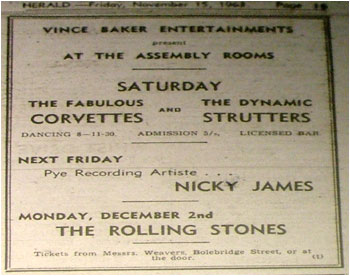 HERALD—Friday, November 15, 1963 Page 15
VINCE BAKER ENTERTAINMENTS
present
AT THE ASSEMBLY ROOMS
SATURDAY
THE FABULOUS CORVETTES AND THE DYNAMIC STRUTTERS
DANCING 8—11-30. ADMISSION 5/-. LICENSED BAR
NEXT FRIDAY
Pye Recording Artiste . . .
NICKY JAMES
MONDAY, DECEMBER 2nd
THE ROLLING STONES
Tickets from Messrs. Weavers, Bolebridge Street, or at
the door. (1)